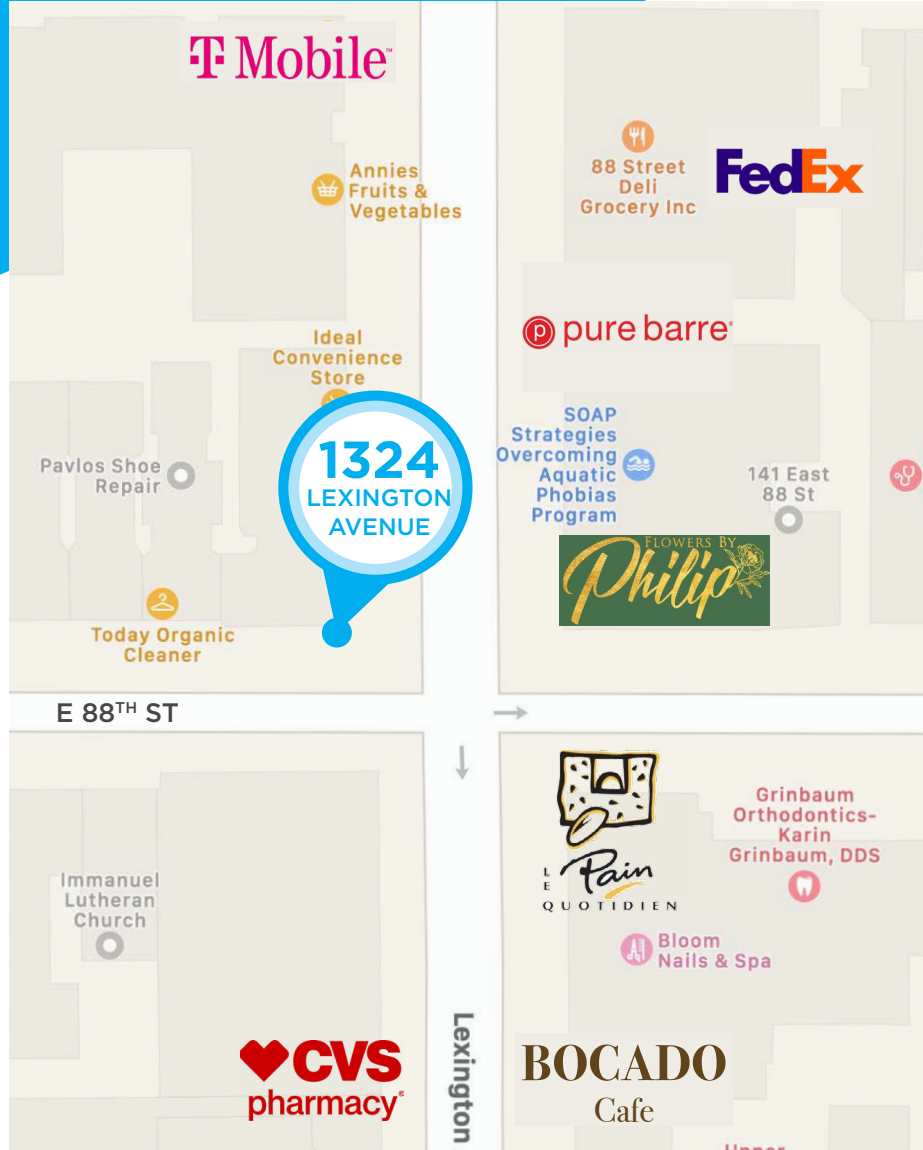 T Mobile
Annies
Fruits &
Vegetables
88 Street
Deli
Grocery Inc
FedEx
Ideal
Convenience
Store
p pure barre
1324
LEXINGTON
AVENUE
SOAP
Strategies
Overcoming
Aquatic
Phobias
Program
Pavlos Shoe
Repair
141 East
88 St
FLOWERS BY
Philip
Today Organic
Cleaner
E 88TH ST
LE Pain
QUOTIDIEN
Grinbaum
Orthodontics-
Karin
Grinbaum, DDS
Immanuel
Lutheran
Church
Bloom
Nails & Spa
CVS
pharmacy®
Lexington
BOCADO
Cafe